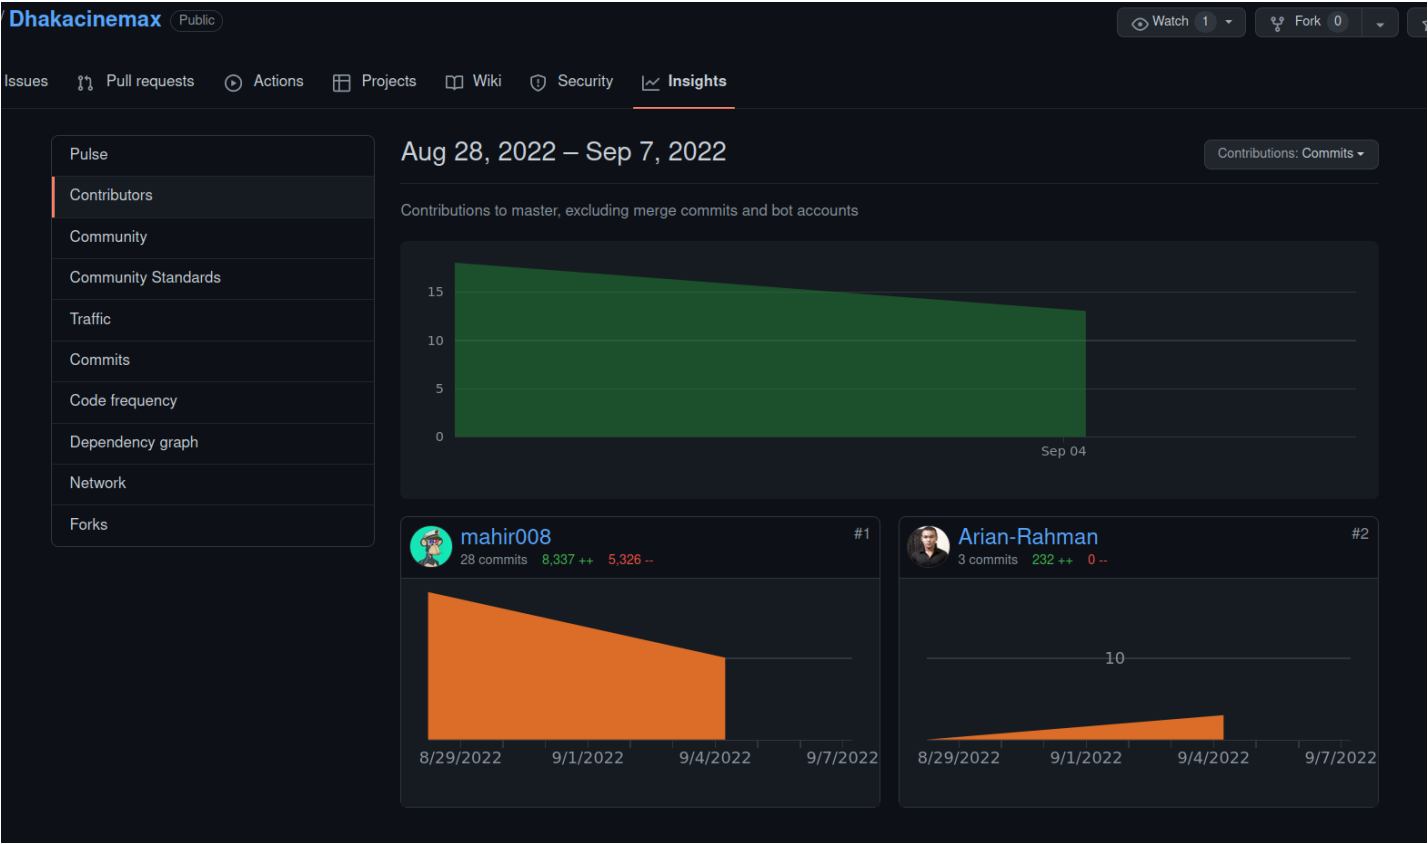 / Dhakacinemax Public Watch 1 Fork 0
Issues Pull requests Actions Projects Wiki Security Insights
Pulse
Contributors
Community
Community Standards
Traffic
Commits
Code frequency
Dependency graph
Network
Forks
Aug 28, 2022 – Sep 7, 2022
Contributions: Commits
Contributions to master, excluding merge commits and bot accounts
15
10
5
0
Sep 04
mahir008 #1
28 commits 8,337 ++ 5,326 --
8/29/2022 9/1/2022 9/4/2022 9/7/2022
Arian-Rahman #2
3 commits 232 ++ 0 --
10
8/29/2022 9/1/2022 9/4/2022 9/7/2022